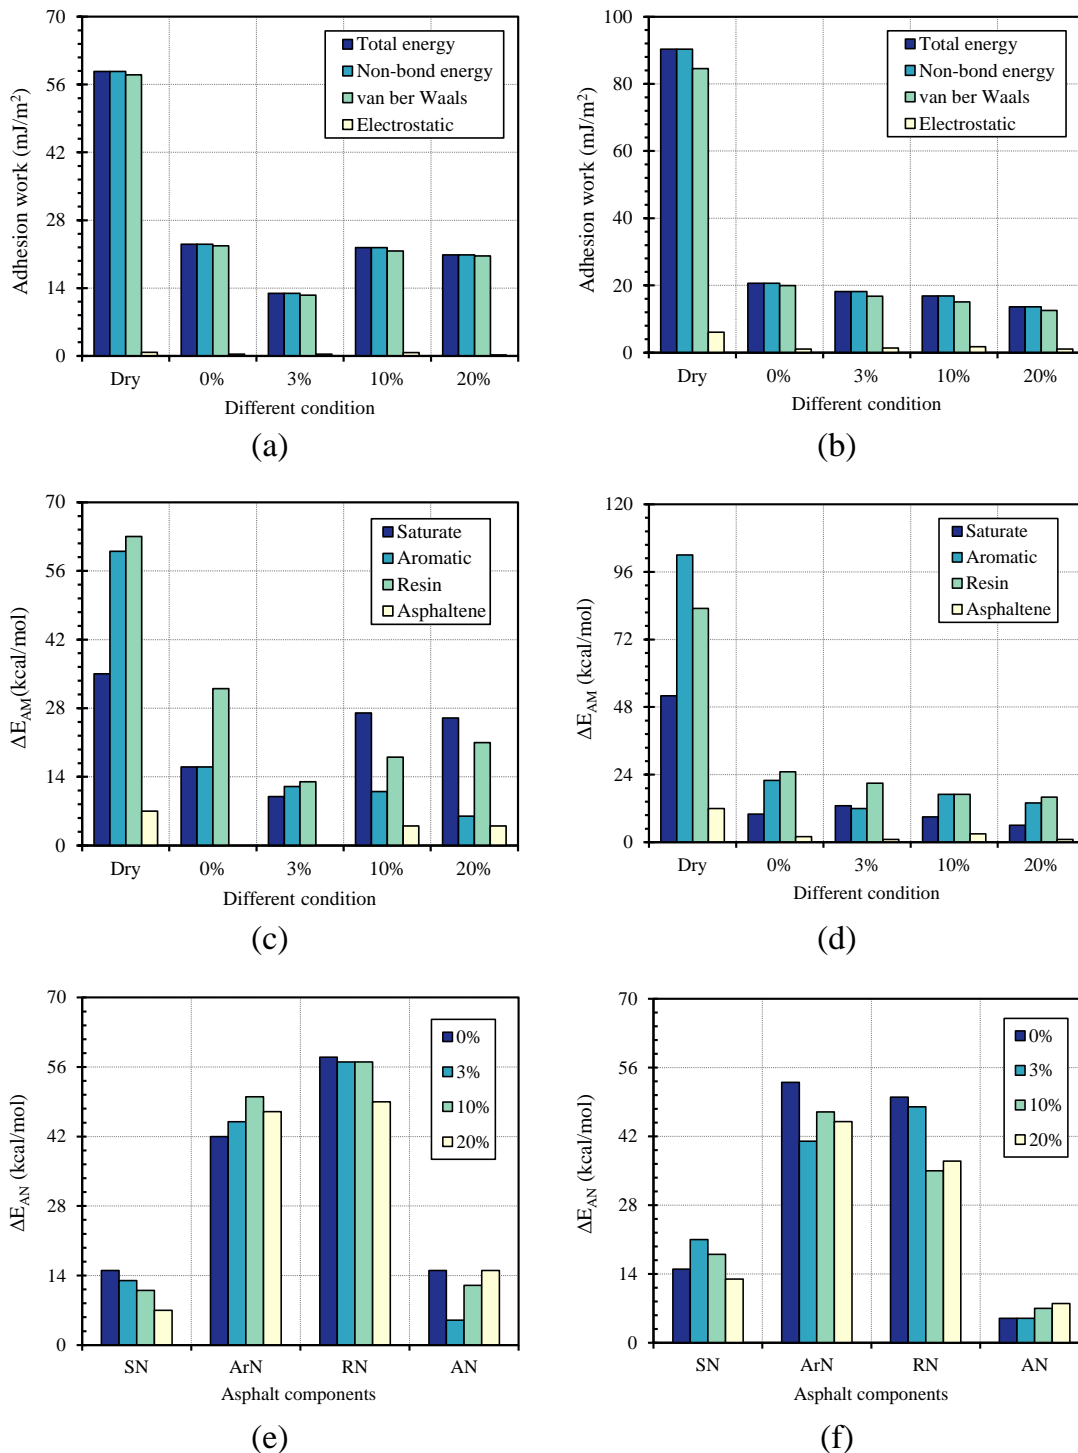 70
56
42
28
14
0
Adhesion work (mJ/m²)
Total energy
Non-bond energy
van ber Waals
Electrostatic
Dry 0% 3% 10% 20%
Different condition
(a)
100
80
60
40
20
0
Adhesion work (mJ/m²)
Total energy
Non-bond energy
van ber Waals
Electrostatic
Dry 0% 3% 10% 20%
Different condition
(b)
70
56
42
28
14
0
ΔE_AM(kcal/mol)
Saturate
Aromatic
Resin
Asphaltene
Dry 0% 3% 10% 20%
Different condition
(c)
120
96
72
48
24
0
ΔE_AM (kcal/mol)
Saturate
Aromatic
Resin
Asphaltene
Dry 0% 3% 10% 20%
Different condition
(d)
70
56
42
28
14
0
ΔE_AN (kcal/mol)
0%
3%
10%
20%
SN ArN RN AN
Asphalt components
(e)
70
56
42
28
14
0
ΔE_AN (kcal/mol)
0%
3%
10%
20%
SN ArN RN AN
Asphalt components
(f)